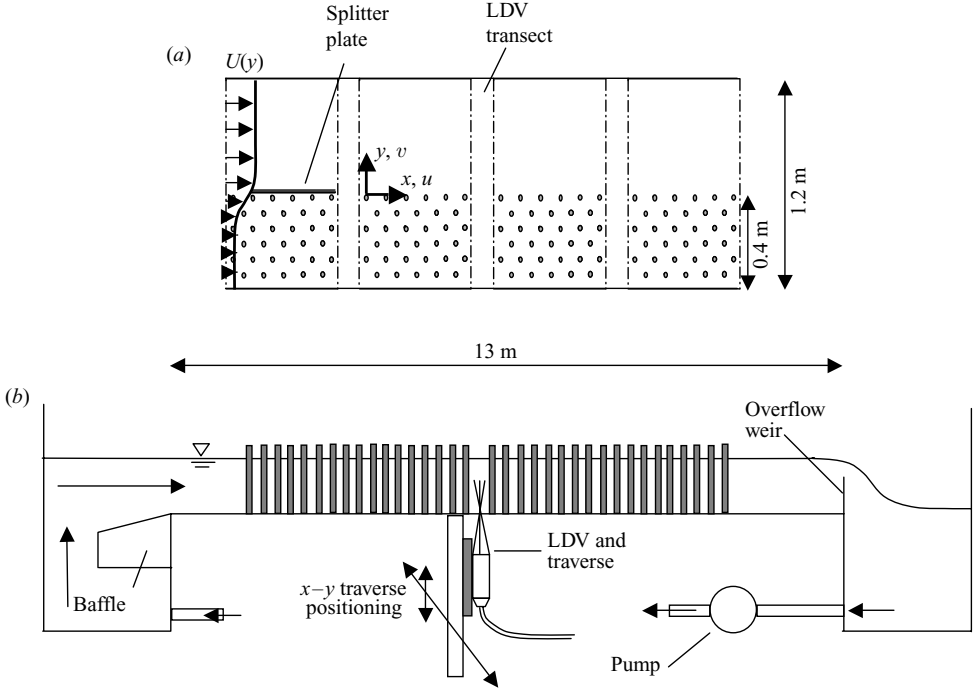 Splitter
plate
LDV
transect
(a)
U(y)
y, v
x, u
1.2 m
0.4 m
13 m
(b)
Overflow
weir
LDV and
traverse
x–y traverse
positioning
Baffle
Pump